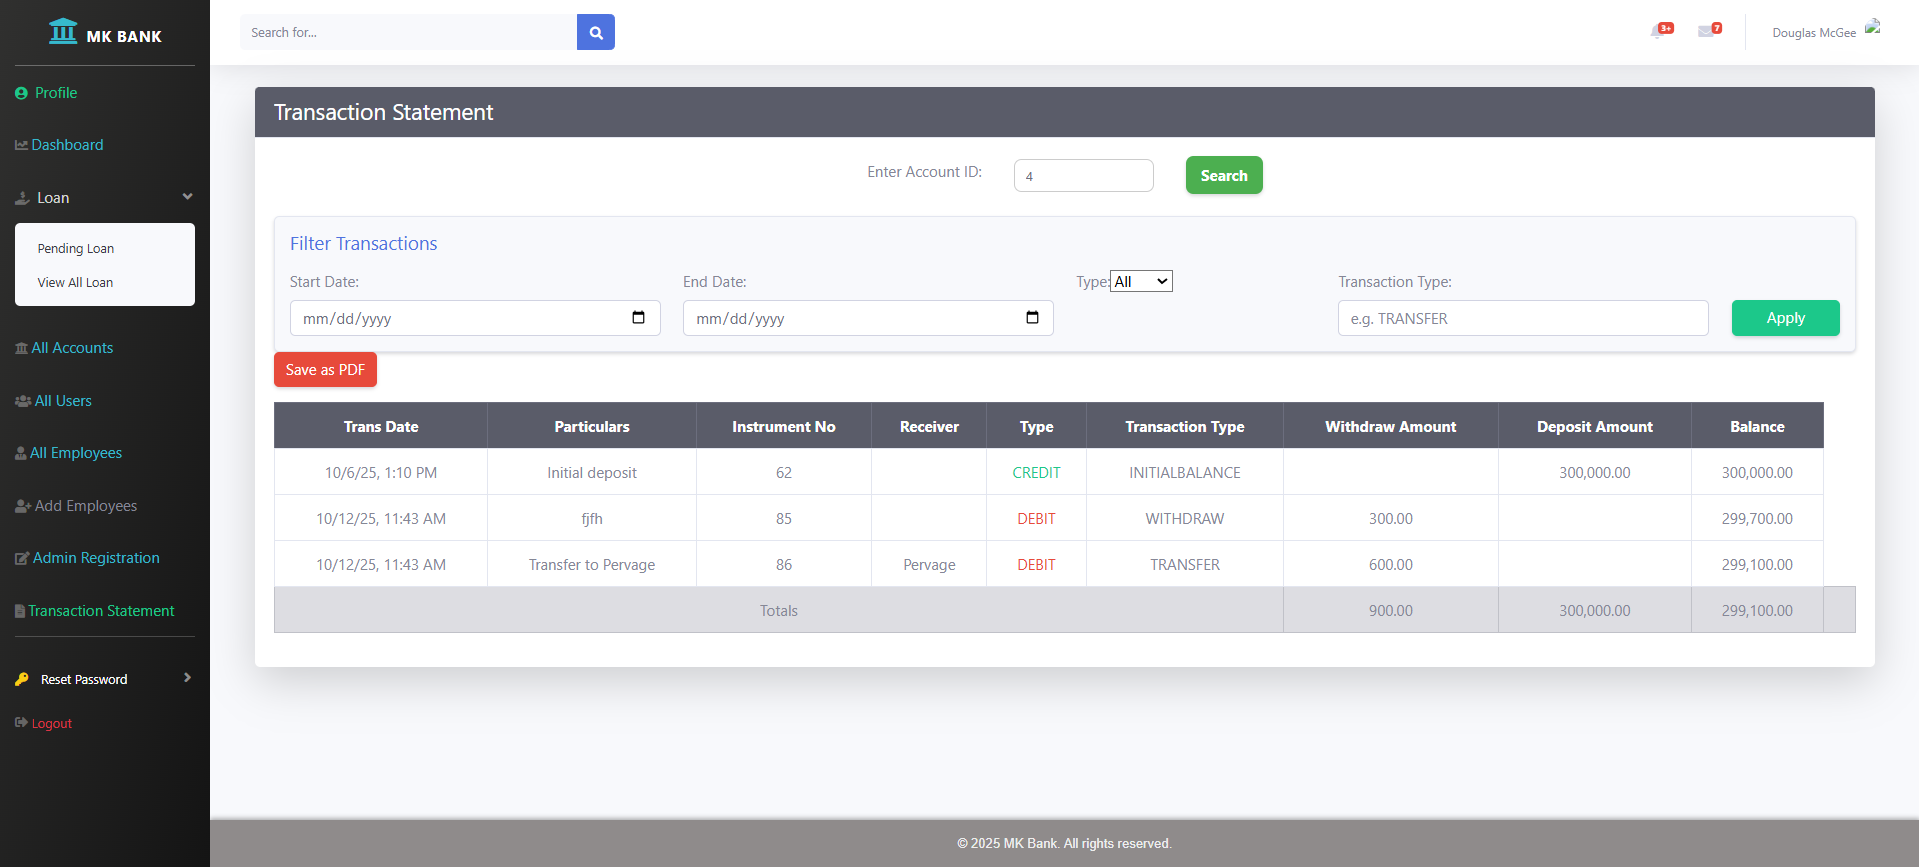 MK BANK
Profile
Dashboard
Loan
Pending Loan
View All Loan
All Accounts
All Users
All Employees
Add Employees
Admin Registration
Transaction Statement
Reset Password
Logout
Search for...
3+
7
Douglas McGee
Transaction Statement
Enter Account ID: 4 Search
Filter Transactions
Start Date: End Date: Type: All Transaction Type:
mm/dd/yyyy mm/dd/yyyy e.g. TRANSFER Apply
Save as PDF
Trans Date Particulars Instrument No Receiver Type Transaction Type Withdraw Amount Deposit Amount Balance
10/6/25, 1:10 PM Initial deposit 62 CREDIT INITIALBALANCE 300,000.00 300,000.00
10/12/25, 11:43 AM fjfh 85 DEBIT WITHDRAW 300.00 299,700.00
10/12/25, 11:43 AM Transfer to Pervage 86 Pervage DEBIT TRANSFER 600.00 299,100.00
Totals 900.00 300,000.00 299,100.00
© 2025 MK Bank. All rights reserved.